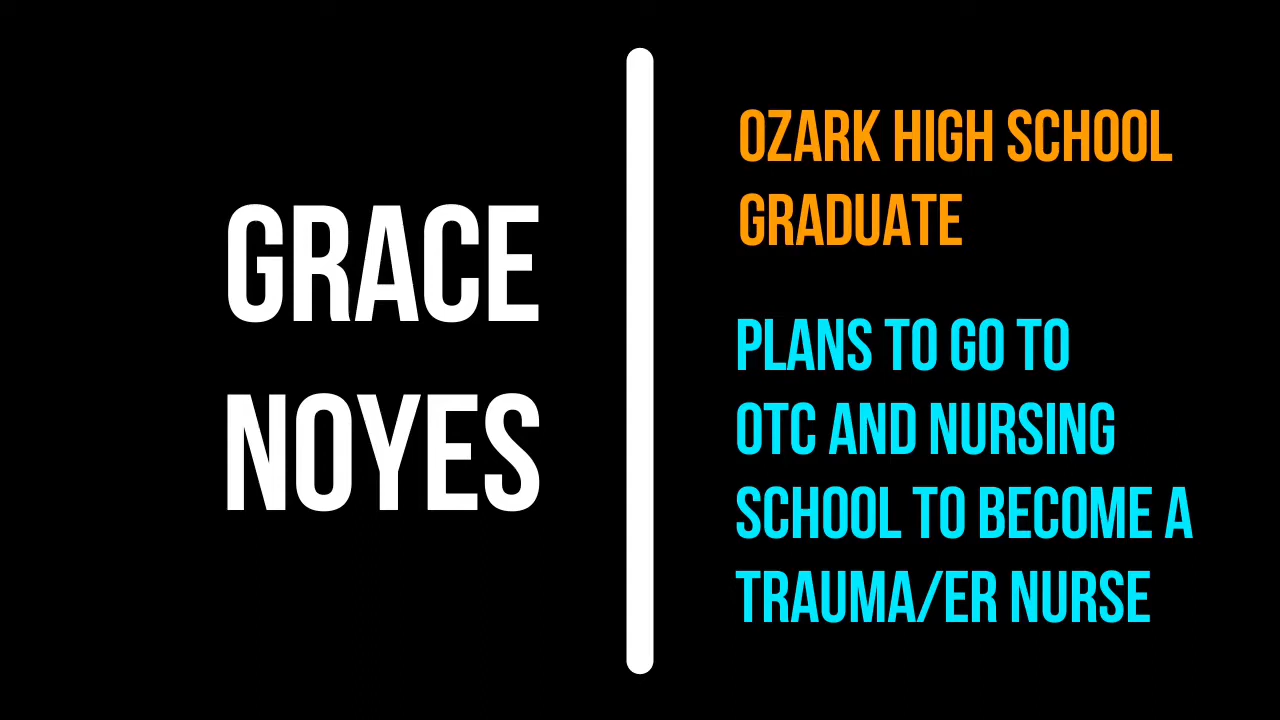 GRACE
NOYES
OZARK HIGH SCHOOL
GRADUATE
PLANS TO GO TO
OTC AND NURSING
SCHOOL TO BECOME A
TRAUMA/ER NURSE